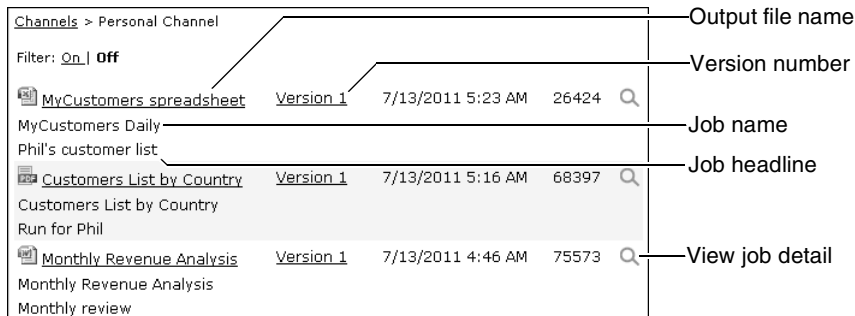 Channels > Personal Channel
Output file name
Filter: On | Off
Version number
MyCustomers spreadsheet Version 1 7/13/2011 5:23 AM 26424
MyCustomers Daily
Job name
Phil's customer list
Job headline
Customers List by Country Version 1 7/13/2011 5:16 AM 68397
Customers List by Country
Run for Phil
Monthly Revenue Analysis Version 1 7/13/2011 4:46 AM 75573
View job detail
Monthly Revenue Analysis
Monthly review